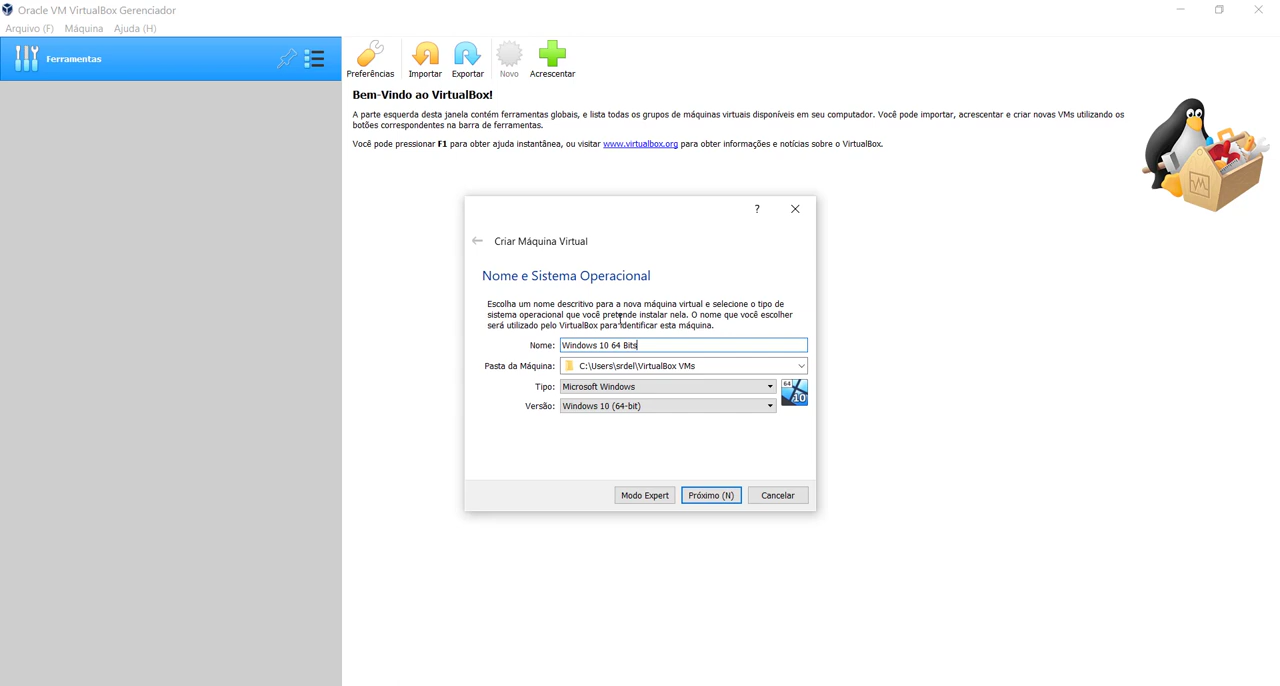 Oracle VM VirtualBox Gerenciador
Arquivo (F) Máquina Ajuda (H)
Ferramentas
Preferências Importar Exportar Novo Acrescentar
Bem-Vindo ao VirtualBox!
A parte esquerda desta janela contém ferramentas globais, e lista todas os grupos de máquinas virtuais disponíveis em seu computador. Você pode importar, acrescentar e criar novas VMs utilizando os
botões correspondentes na barra de ferramentas.
Você pode pressionar F1 para obter ajuda instantânea, ou visitar www.virtualbox.org para obter informações e notícias sobre o VirtualBox.
?
Criar Máquina Virtual
Nome e Sistema Operacional
Escolha um nome descritivo para a nova máquina virtual e selecione o tipo de
sistema operacional que você pretende instalar nela. O nome que você escolher
será utilizado pelo VirtualBox para identificar esta máquina.
Nome: Windows 10 64 Bits
Pasta da Máquina: C:\Users\srdel\VirtualBox VMs
Tipo: Microsoft Windows
64
10
Versão: Windows 10 (64-bit)
Modo Expert Próximo (N) Cancelar